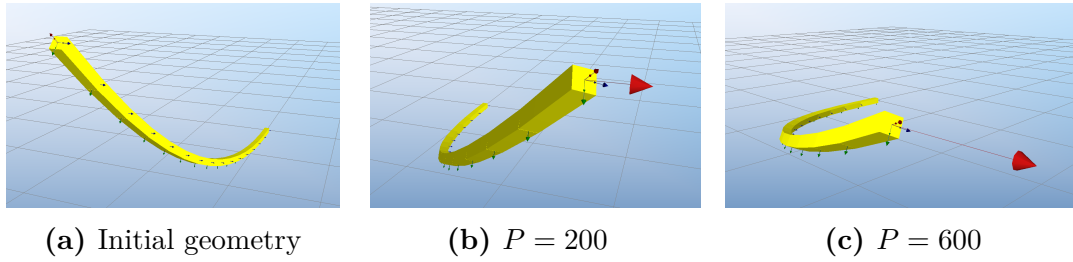 (a) Initial geometry
(b) P = 200
(c) P = 600